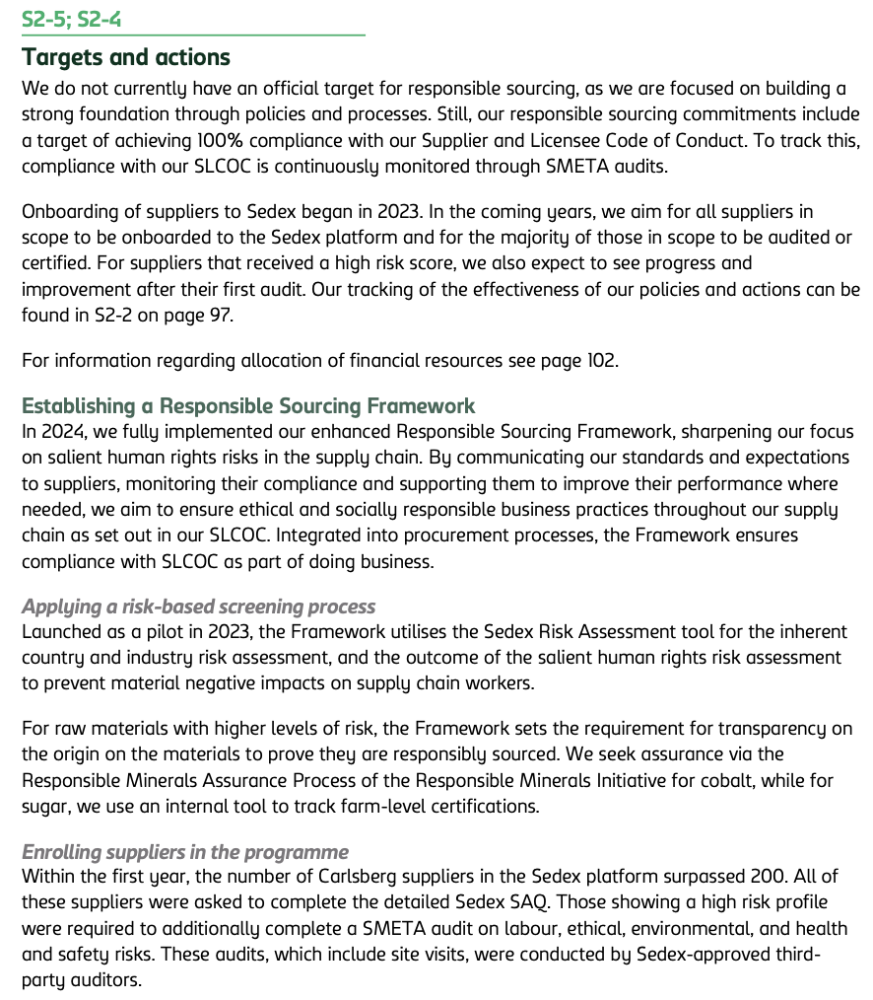 S2-5; S2-4
Targets and actions
We do not currently have an official target for responsible sourcing, as we are focused on building a
strong foundation through policies and processes. Still, our responsible sourcing commitments include
a target of achieving 100% compliance with our Supplier and Licensee Code of Conduct. To track this,
compliance with our SLCOC is continuously monitored through SMETA audits.
Onboarding of suppliers to Sedex began in 2023. In the coming years, we aim for all suppliers in
scope to be onboarded to the Sedex platform and for the majority of those in scope to be audited or
certified. For suppliers that received a high risk score, we also expect to see progress and
improvement after their first audit. Our tracking of the effectiveness of our policies and actions can be
found in S2-2 on page 97.
For information regarding allocation of financial resources see page 102.
Establishing a Responsible Sourcing Framework
In 2024, we fully implemented our enhanced Responsible Sourcing Framework, sharpening our focus
on salient human rights risks in the supply chain. By communicating our standards and expectations
to suppliers, monitoring their compliance and supporting them to improve their performance where
needed, we aim to ensure ethical and socially responsible business practices throughout our supply
chain as set out in our SLCOC. Integrated into procurement processes, the Framework ensures
compliance with SLCOC as part of doing business.
Applying a risk-based screening process
Launched as a pilot in 2023, the Framework utilises the Sedex Risk Assessment tool for the inherent
country and industry risk assessment, and the outcome of the salient human rights risk assessment
to prevent material negative impacts on supply chain workers.
For raw materials with higher levels of risk, the Framework sets the requirement for transparency on
the origin on the materials to prove they are responsibly sourced. We seek assurance via the
Responsible Minerals Assurance Process of the Responsible Minerals Initiative for cobalt, while for
sugar, we use an internal tool to track farm-level certifications.
Enrolling suppliers in the programme
Within the first year, the number of Carlsberg suppliers in the Sedex platform surpassed 200. All of
these suppliers were asked to complete the detailed Sedex SAQ. Those showing a high risk profile
were required to additionally complete a SMETA audit on labour, ethical, environmental, and health
and safety risks. These audits, which include site visits, were conducted by Sedex-approved third-
party auditors.